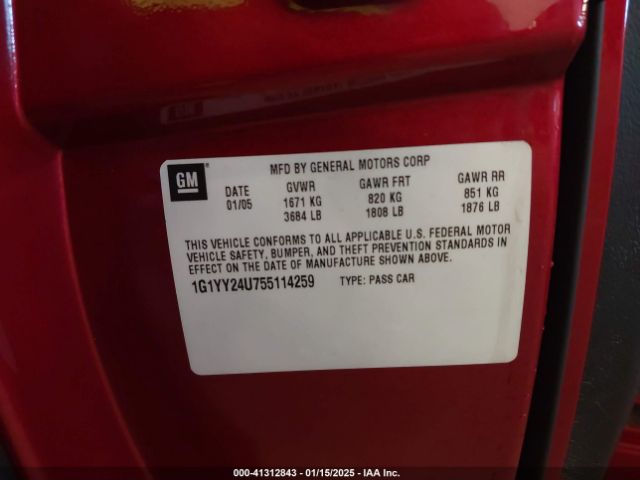 GM
MFD BY GENERAL MOTORS CORP
DATE GVWR GAWR FRT GAWR RR
01/05 1671 KG 820 KG 851 KG
3684 LB 1808 LB 1876 LB
THIS VEHICLE CONFORMS TO ALL APPLICABLE U.S. FEDERAL MOTOR
VEHICLE SAFETY, BUMPER, AND THEFT PREVENTION STANDARDS IN
EFFECT ON THE DATE OF MANUFACTURE SHOWN ABOVE.
1G1YY24U755114259 TYPE: PASS CAR
000-41312843 - 01/15/2025 - IAA Inc.